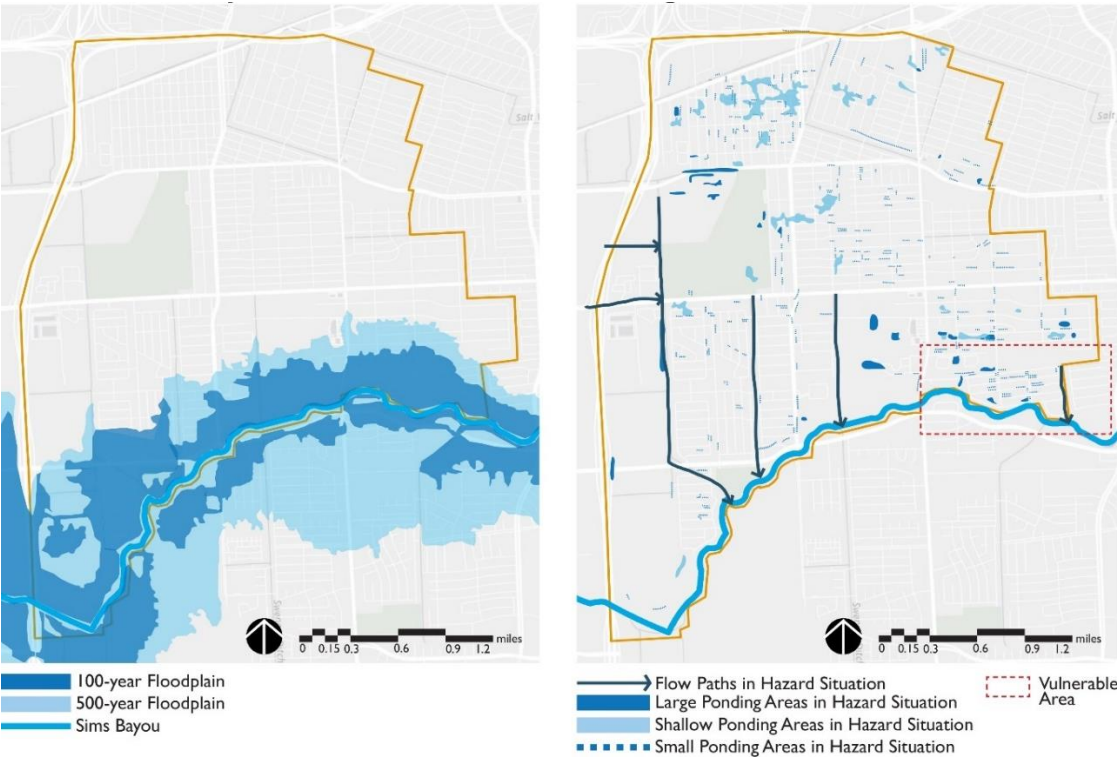 Salt
0 0.15 0.3 0.6 0.9 1.2 miles
100-year Floodplain
500-year Floodplain
Sims Bayou
0 0.15 0.3 0.6 0.9 1.2 miles
Flow Paths in Hazard Situation
Large Ponding Areas in Hazard Situation
Shallow Ponding Areas in Hazard Situation
Small Ponding Areas in Hazard Situation
Vulnerable
Area